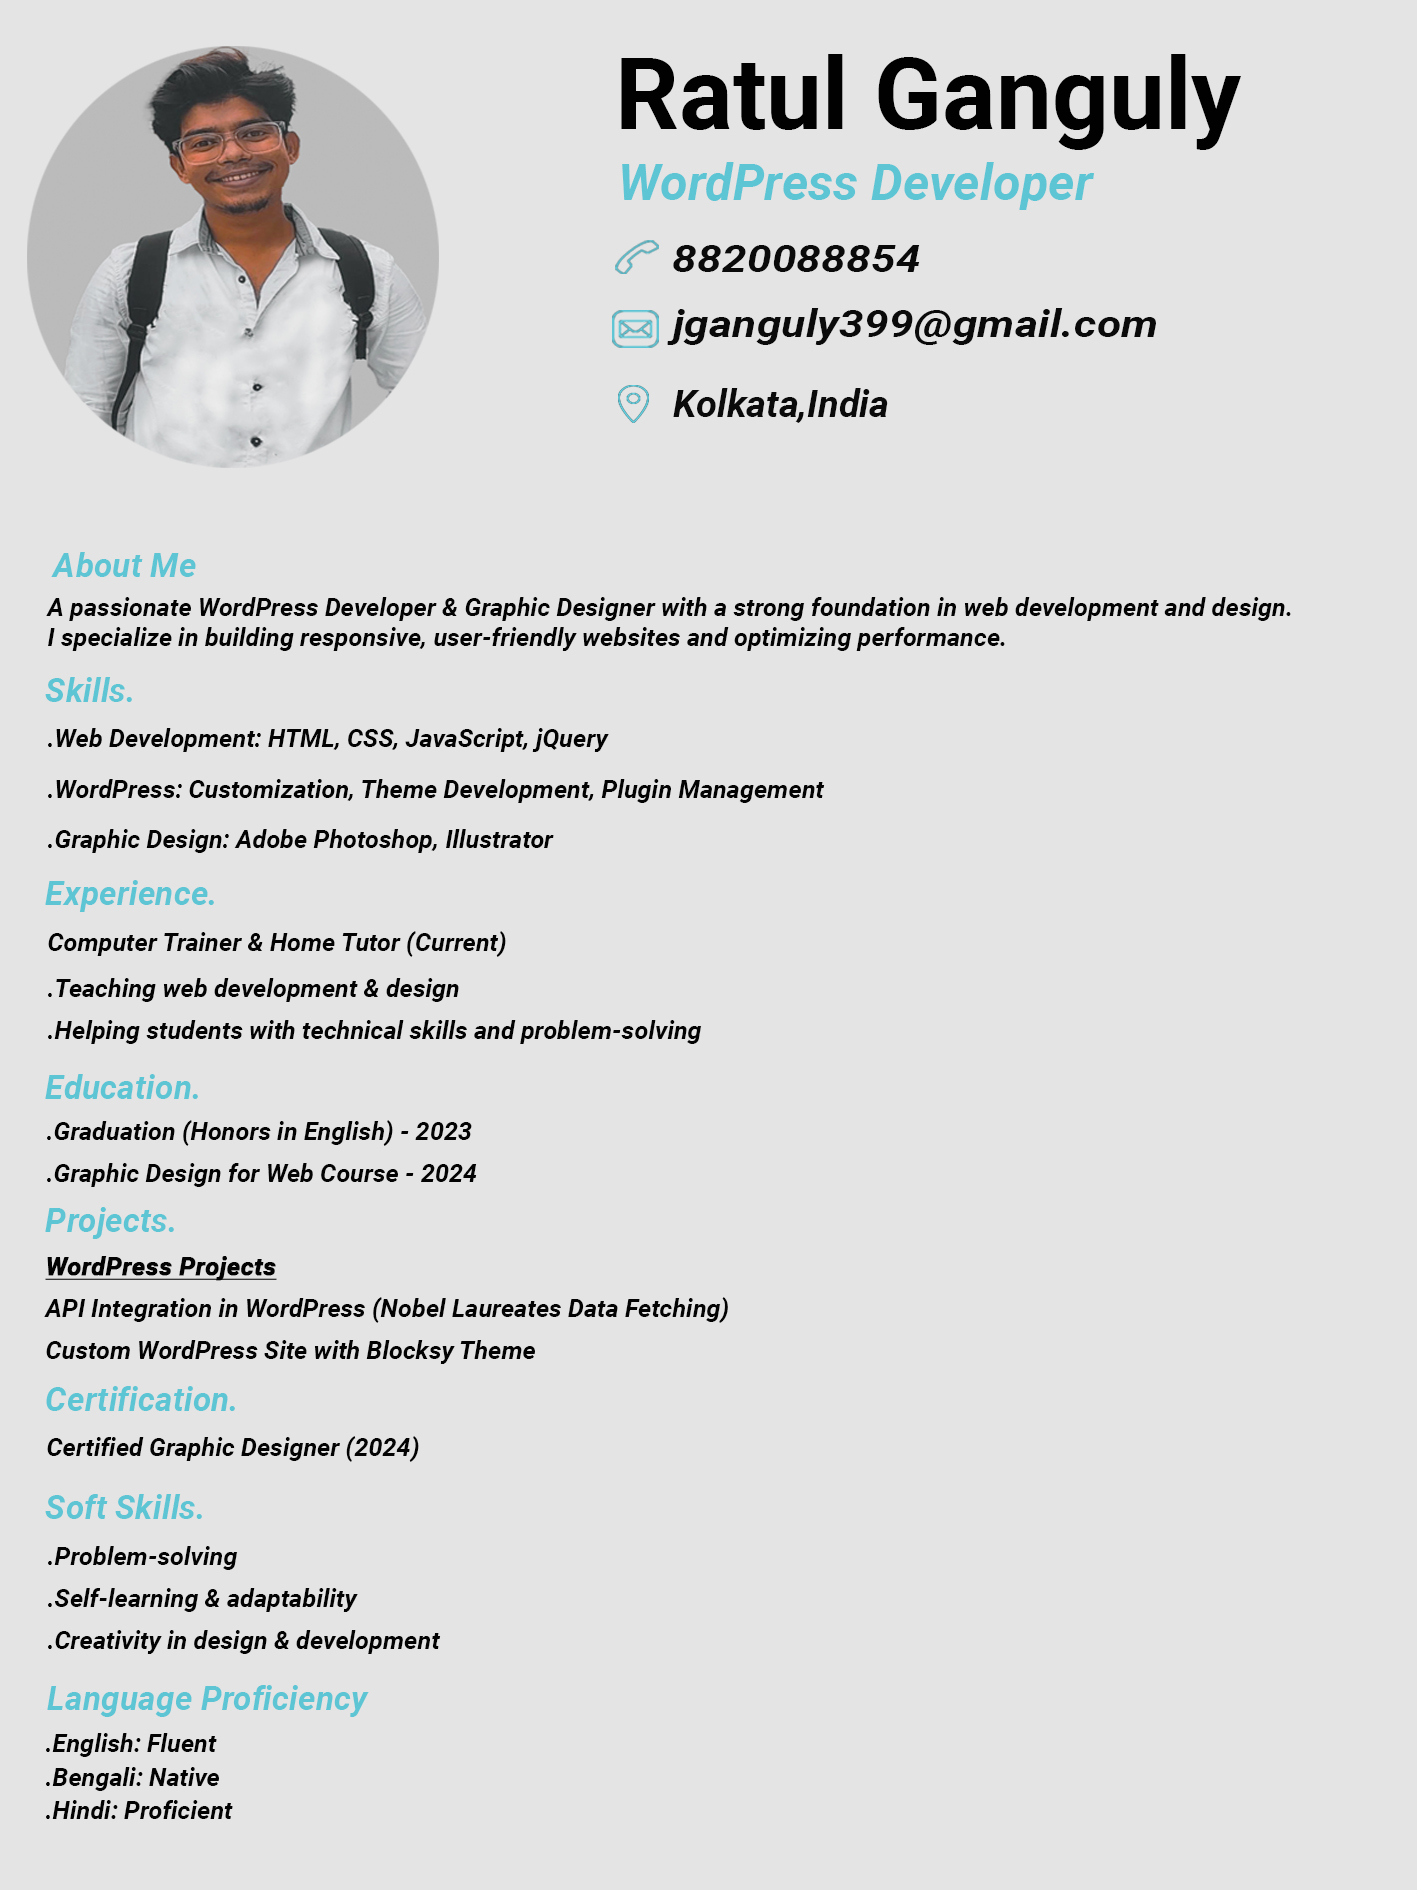 Ratul Ganguly
WordPress Developer
8820088854
jganguly399@gmail.com
Kolkata,India
About Me
A passionate WordPress Developer & Graphic Designer with a strong foundation in web development and design.
I specialize in building responsive, user-friendly websites and optimizing performance.
Skills.
.Web Development: HTML, CSS, JavaScript, jQuery
.WordPress: Customization, Theme Development, Plugin Management
.Graphic Design: Adobe Photoshop, Illustrator
Experience.
Computer Trainer & Home Tutor (Current)
.Teaching web development & design
.Helping students with technical skills and problem-solving
Education.
.Graduation (Honors in English) - 2023
.Graphic Design for Web Course - 2024
Projects.
WordPress Projects
API Integration in WordPress (Nobel Laureates Data Fetching)
Custom WordPress Site with Blocksy Theme
Certification.
Certified Graphic Designer (2024)
Soft Skills.
.Problem-solving
.Self-learning & adaptability
.Creativity in design & development
Language Proficiency
.English: Fluent
.Bengali: Native
.Hindi: Proficient